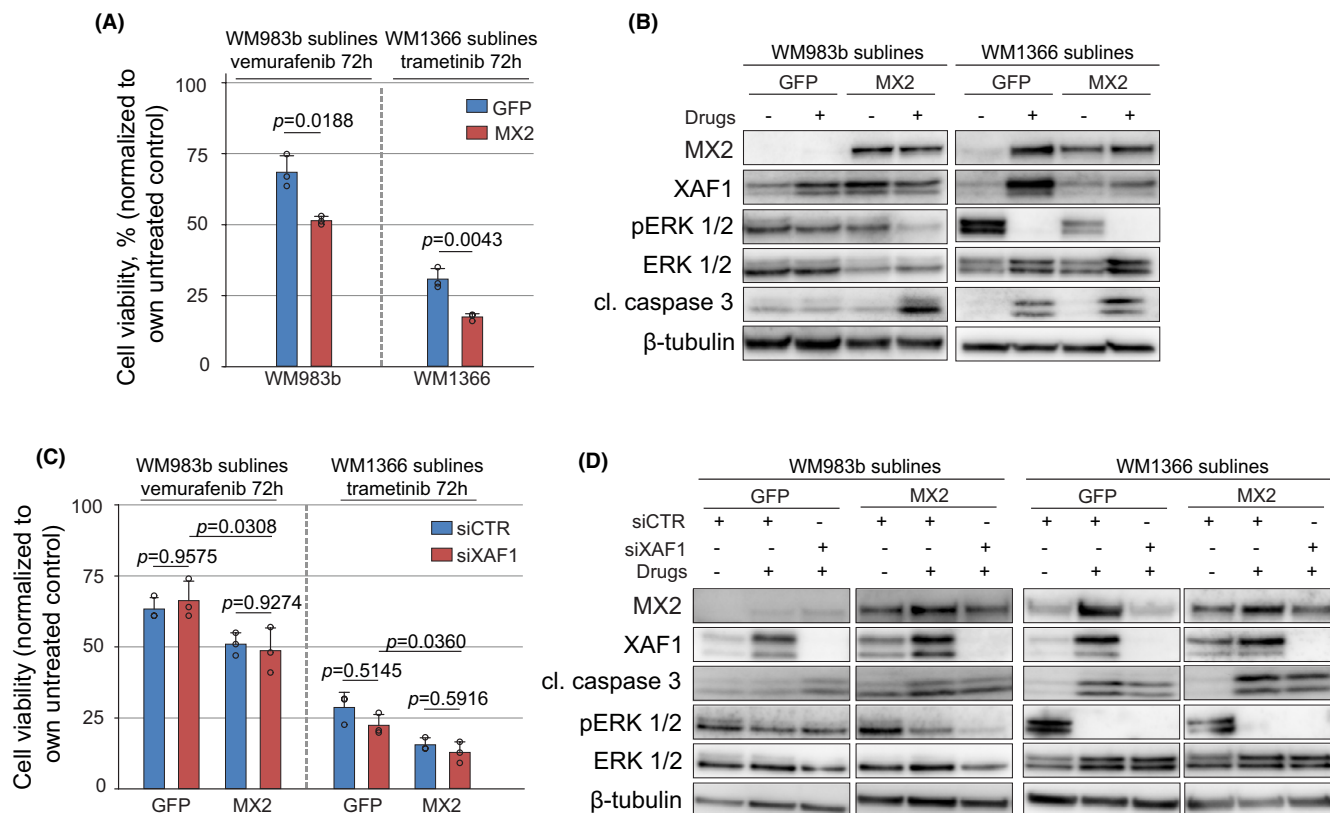 (A)
WM983b sublines
vemurafenib 72h
WM1366 sublines
trametinib 72h
Cell viability, % (normalized to
own untreated control)
100
75
50
25
0
GFP
MX2
p=0.0188
p=0.0043
WM983b
WM1366
(B)
WM983b sublines
WM1366 sublines
GFP
MX2
GFP
MX2
Drugs
- + - + - + - +
MX2
XAF1
pERK 1/2
ERK 1/2
cl. caspase 3
β-tubulin
(C)
WM983b sublines
vemurafenib 72h
WM1366 sublines
trametinib 72h
Cell viability (normalized to
own untreated control)
100
75
50
25
0
siCTR
siXAF1
p=0.0308
p=0.9575
p=0.9274
p=0.0360
p=0.5145
p=0.5916
GFP
MX2
GFP
MX2
(D)
WM983b sublines
WM1366 sublines
GFP
MX2
GFP
MX2
siCTR + + - + + - + + - + + -
siXAF1 - - + - - + - - + - - +
Drugs - + + - + + - + + - + +
MX2
XAF1
cl. caspase 3
pERK 1/2
ERK 1/2
β-tubulin